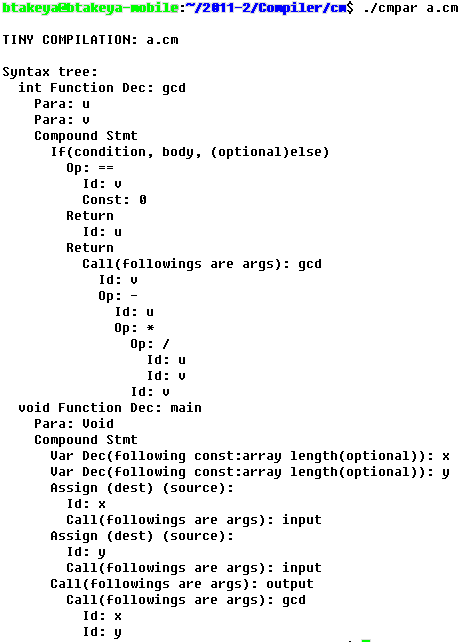 btakeya@btakeya-mobile:~/2011-2/Compiler/cm$ ./cmpar a.cm
TINY COMPILATION: a.cm
Syntax tree:
int Function Dec: gcd
Para: u
Para: v
Compound Stmt
If(condition, body, (optional)else)
Op: ==
Id: v
Const: 0
Return
Id: u
Return
Call(followings are args): gcd
Id: v
Op: -
Id: u
Op: *
Op: /
Id: u
Id: v
Id: v
void Function Dec: main
Para: Void
Compound Stmt
Var Dec(following const:array length(optional)): x
Var Dec(following const:array length(optional)): y
Assign (dest) (source):
Id: x
Call(followings are args): input
Assign (dest) (source):
Id: y
Call(followings are args): input
Call(followings are args): output
Call(followings are args): gcd
Id: x
Id: y